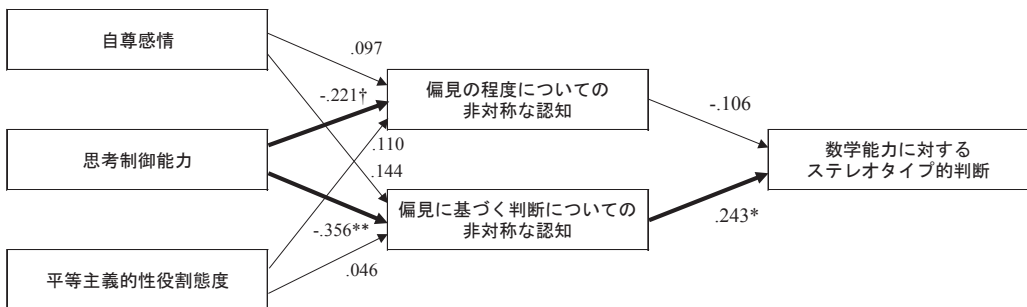 自尊感情
思考制御能力
平等主義的性役割態度
.097
-.221†
.110
.144
-.356**
.046
偏見の程度についての
非対称な認知
偏見に基づく判断についての
非対称な認知
-.106
.243*
数学能力に対する
ステレオタイプ的判断